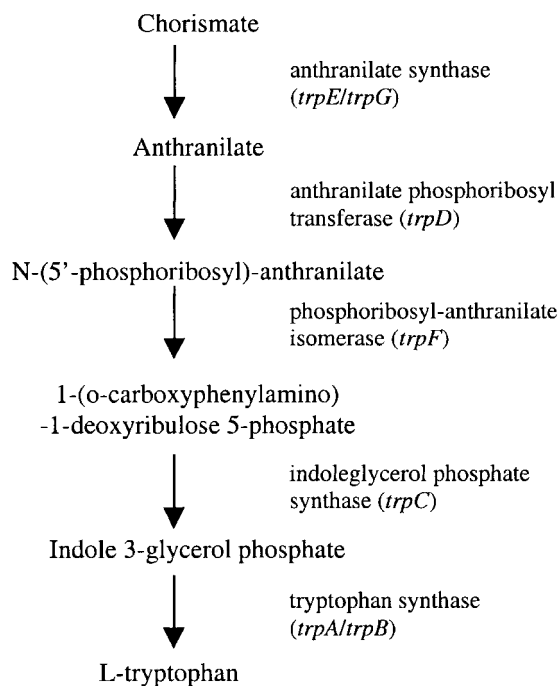 Chorismate
anthranilate synthase
(trpE/trpG)
Anthranilate
anthranilate phosphoribosyl
transferase (trpD)
N-(5'-phosphoribosyl)-anthranilate
phosphoribosyl-anthranilate
isomerase (trpF)
1-(o-carboxyphenylamino)
-1-deoxyribulose 5-phosphate
indoleglycerol phosphate
synthase (trpC)
Indole 3-glycerol phosphate
tryptophan synthase
(trpA/trpB)
L-tryptophan